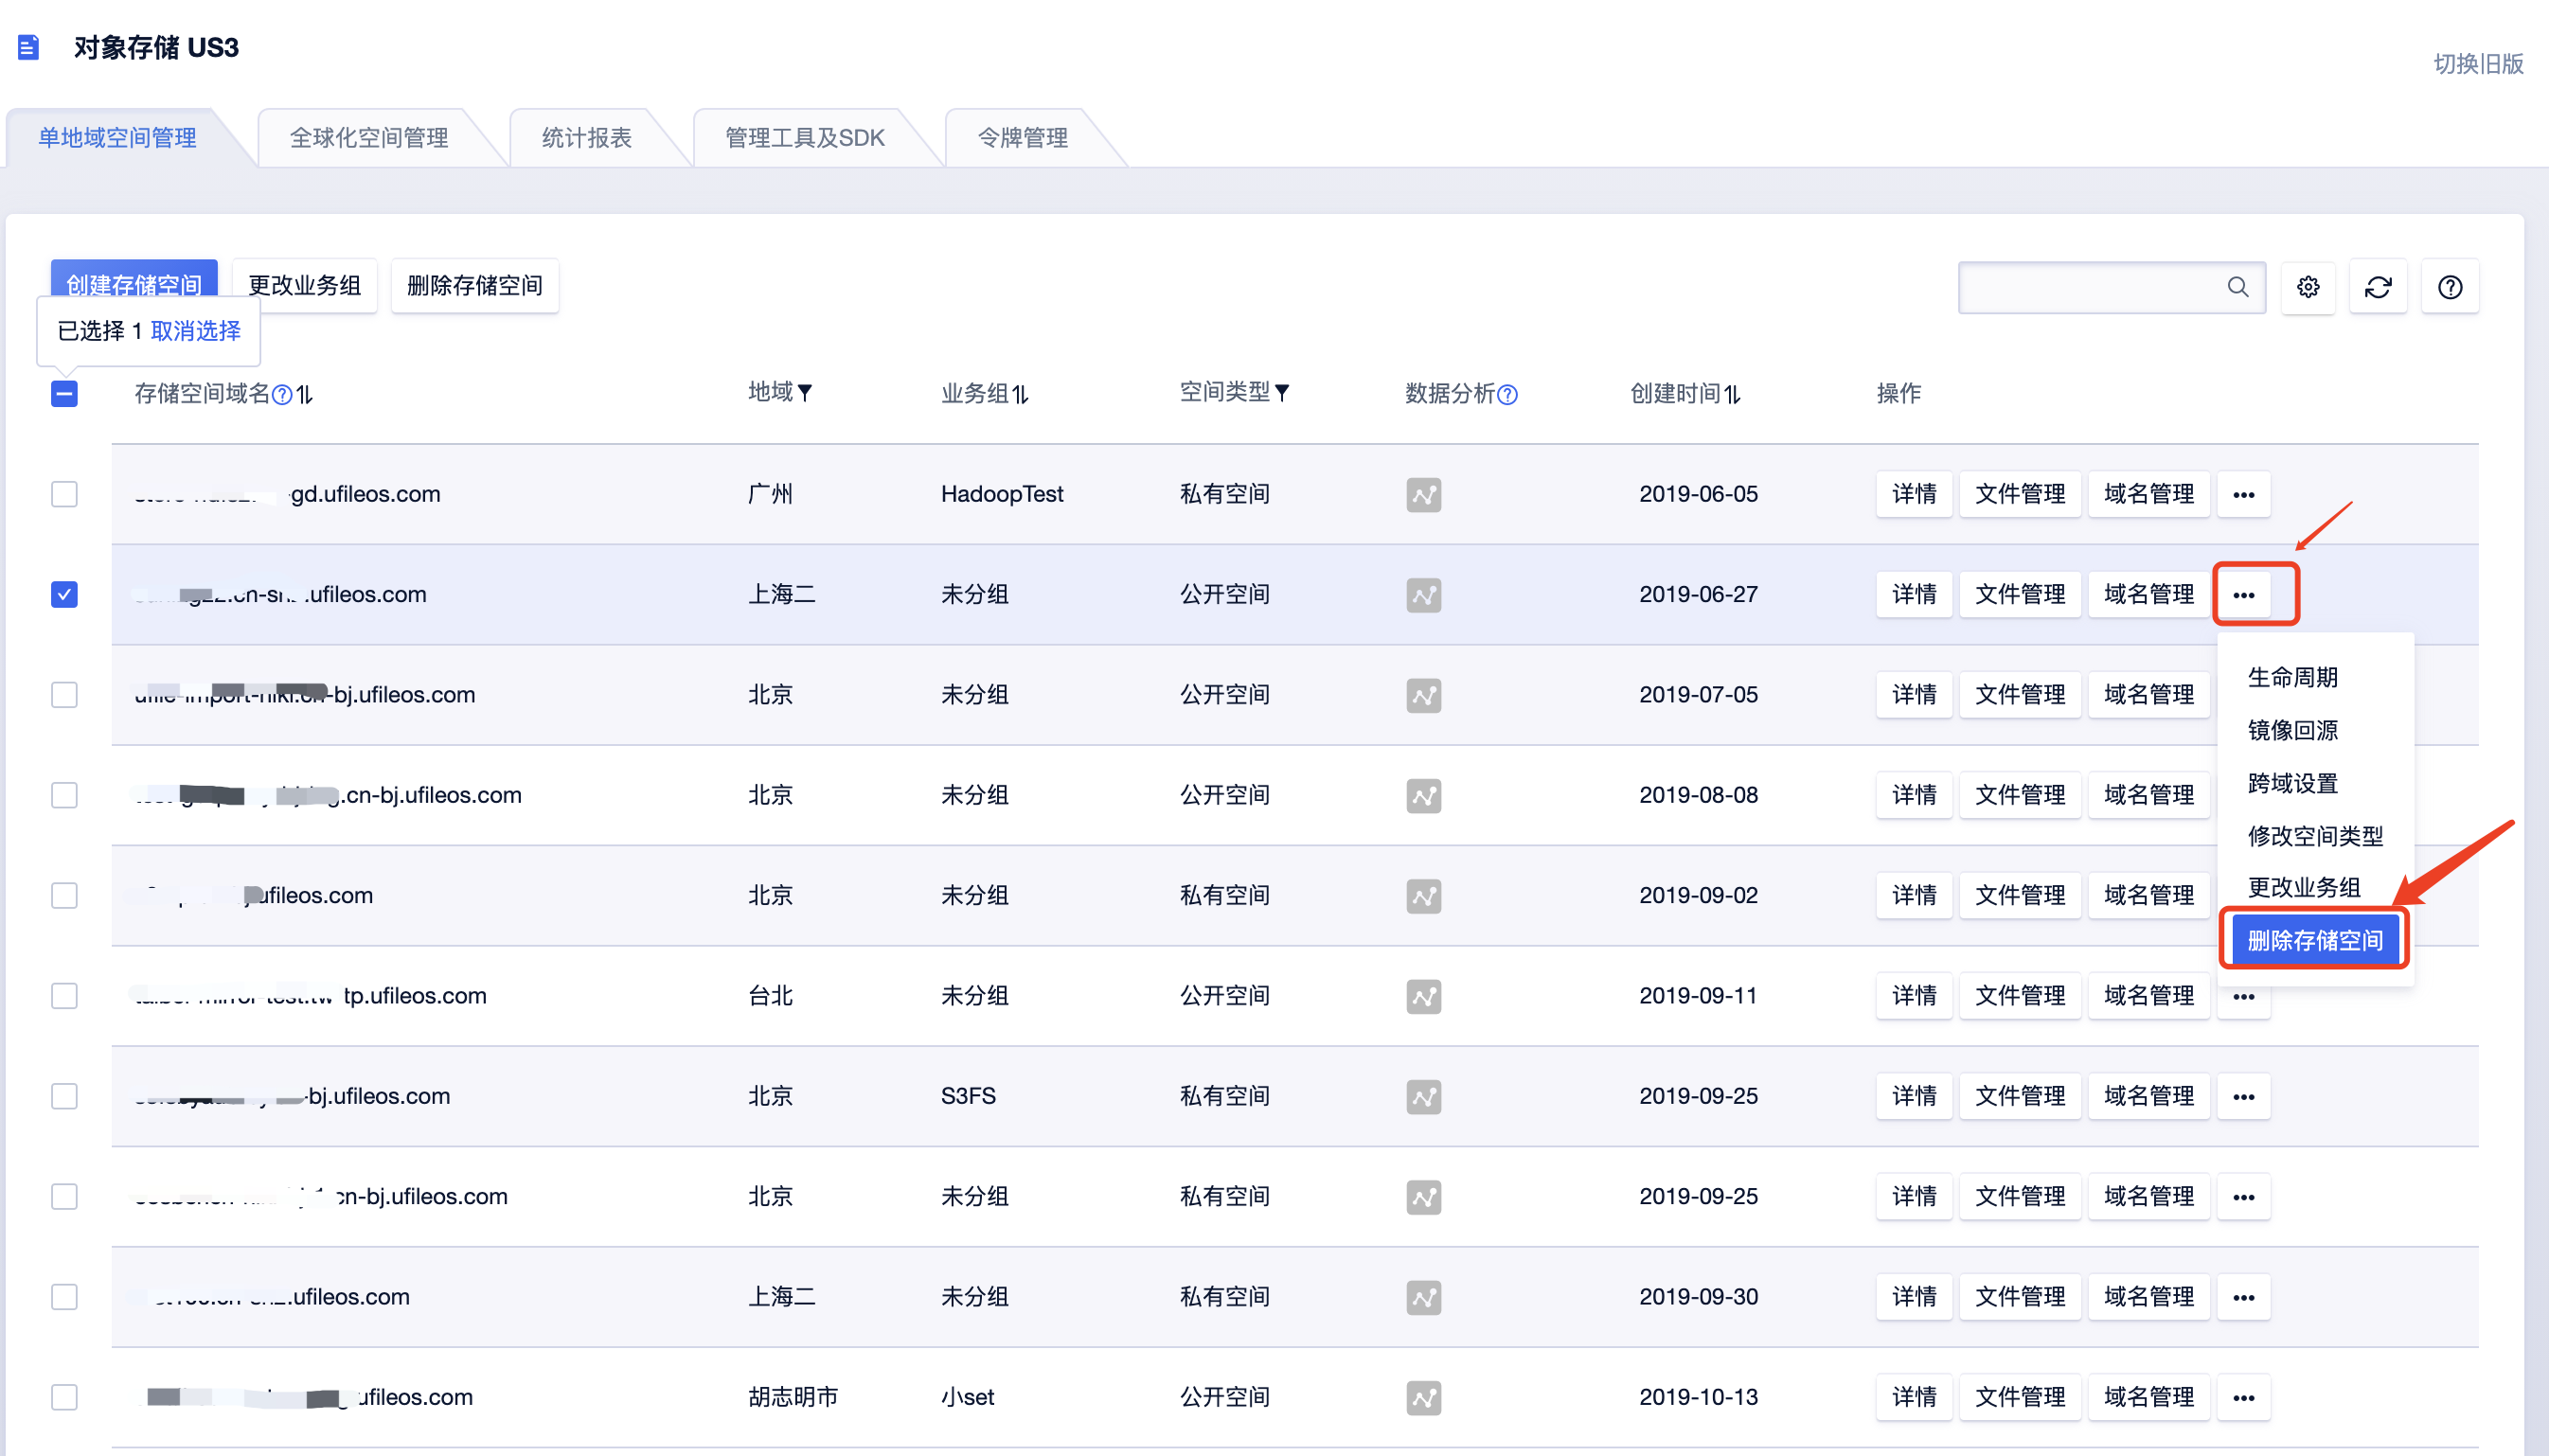 对象存储 US3
切换旧版
单地域空间管理 全球化空间管理 统计报表 管理工具及SDK 令牌管理
创建存储空间 更改业务组 删除存储空间
已选择 1 取消选择
存储空间域名 地域 业务组 空间类型 数据分析 创建时间 操作
-gd.ufileos.com 广州 HadoopTest 私有空间 2019-06-05 详情 文件管理 域名管理
.ufileos.com 上海二 未分组 公开空间 2019-06-27 详情 文件管理 域名管理
生命周期
-bj.ufileos.com 北京 未分组 公开空间 2019-07-05 详情 文件管理 域名管理
镜像回源
跨域设置
.cn-bj.ufileos.com 北京 未分组 公开空间 2019-08-08 详情 文件管理 域名管理
修改空间类型
更改业务组
ufileos.com 北京 未分组 私有空间 2019-09-02 详情 文件管理 域名管理
删除存储空间
tp.ufileos.com 台北 未分组 公开空间 2019-09-11 详情 文件管理 域名管理
-bj.ufileos.com 北京 S3FS 私有空间 2019-09-25 详情 文件管理 域名管理
cn-bj.ufileos.com 北京 未分组 私有空间 2019-09-25 详情 文件管理 域名管理
.ufileos.com 上海二 未分组 私有空间 2019-09-30 详情 文件管理 域名管理
ufileos.com 胡志明市 小set 公开空间 2019-10-13 详情 文件管理 域名管理